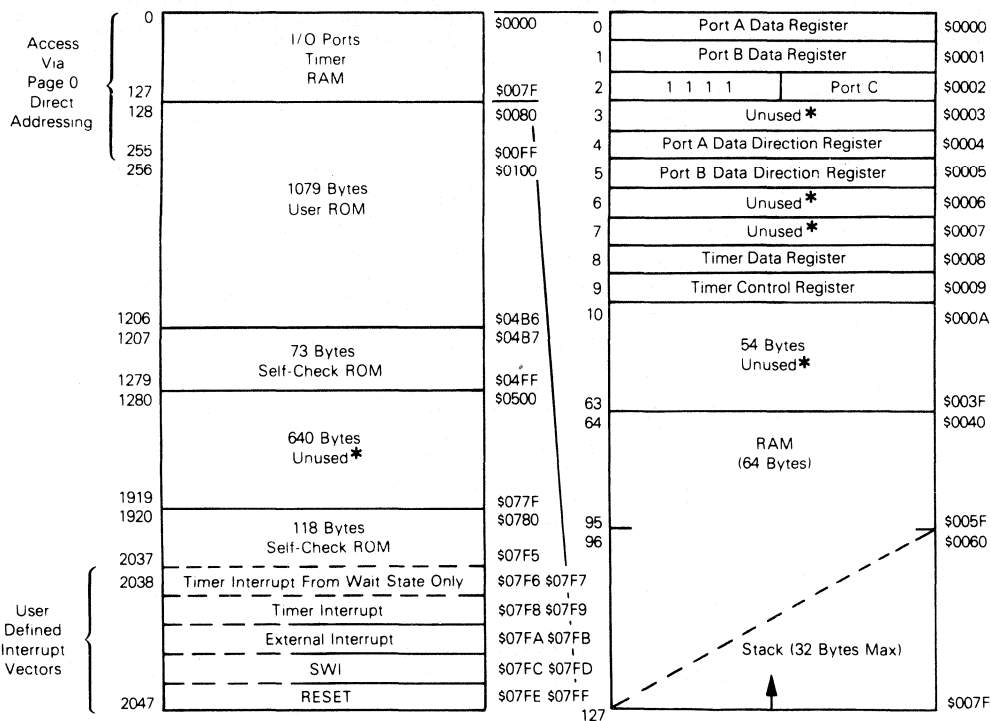 Access
Via
Page 0
Direct
Addressing
0
127
128
255
256
1206
1207
1279
1280
1919
1920
2037
2038
2047
User
Defined
Interrupt
Vectors
I/O Ports
Timer
RAM
1079 Bytes
User ROM
73 Bytes
Self-Check ROM
640 Bytes
Unused*
118 Bytes
Self-Check ROM
Timer Interrupt From Wait State Only
Timer Interrupt
External Interrupt
SWI
RESET
$0000
$007F
$0080
$00FF
$0100
$04B6
$04B7
$04FF
$0500
$077F
$0780
$07F5
$07F6 $07F7
$07F8 $07F9
$07FA $07FB
$07FC $07FD
$07FE $07FF
0 Port A Data Register $0000
1 Port B Data Register $0001
2 1 1 1 1 Port C $0002
3 Unused* $0003
4 Port A Data Direction Register $0004
5 Port B Data Direction Register $0005
6 Unused* $0006
7 Unused* $0007
8 Timer Data Register $0008
9 Timer Control Register $0009
10 $000A
54 Bytes
Unused*
63 $003F
64 $0040
RAM
(64 Bytes)
95 $005F
96 $0060
Stack (32 Bytes Max)
127 $007F